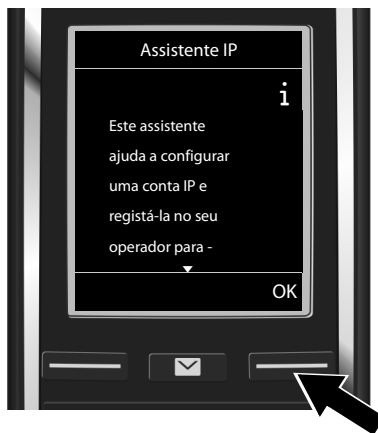 Assistente IP
i
Este assistente
ajuda a configurar
uma conta IP e
registá-la no seu
operador para -
OK